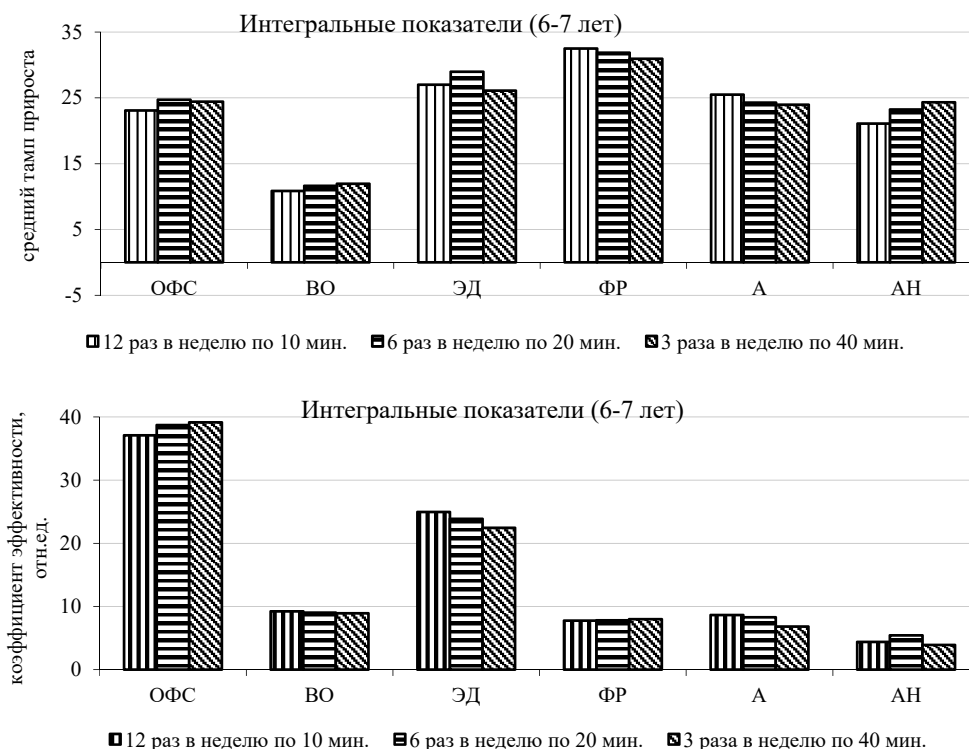 Интегральные показатели (6-7 лет)
средний тамп прироста
35
25
15
5
-5
ОФС ВО ЭД ФР А АН
12 раз в неделю по 10 мин. 6 раз в неделю по 20 мин. 3 раза в неделю по 40 мин.
Интегральные показатели (6-7 лет)
коэффициент эффективности,
отн.ед.
40
30
20
10
0
ОФС ВО ЭД ФР А АН
12 раз в неделю по 10 мин. 6 раз в неделю по 20 мин. 3 раза в неделю по 40 мин.